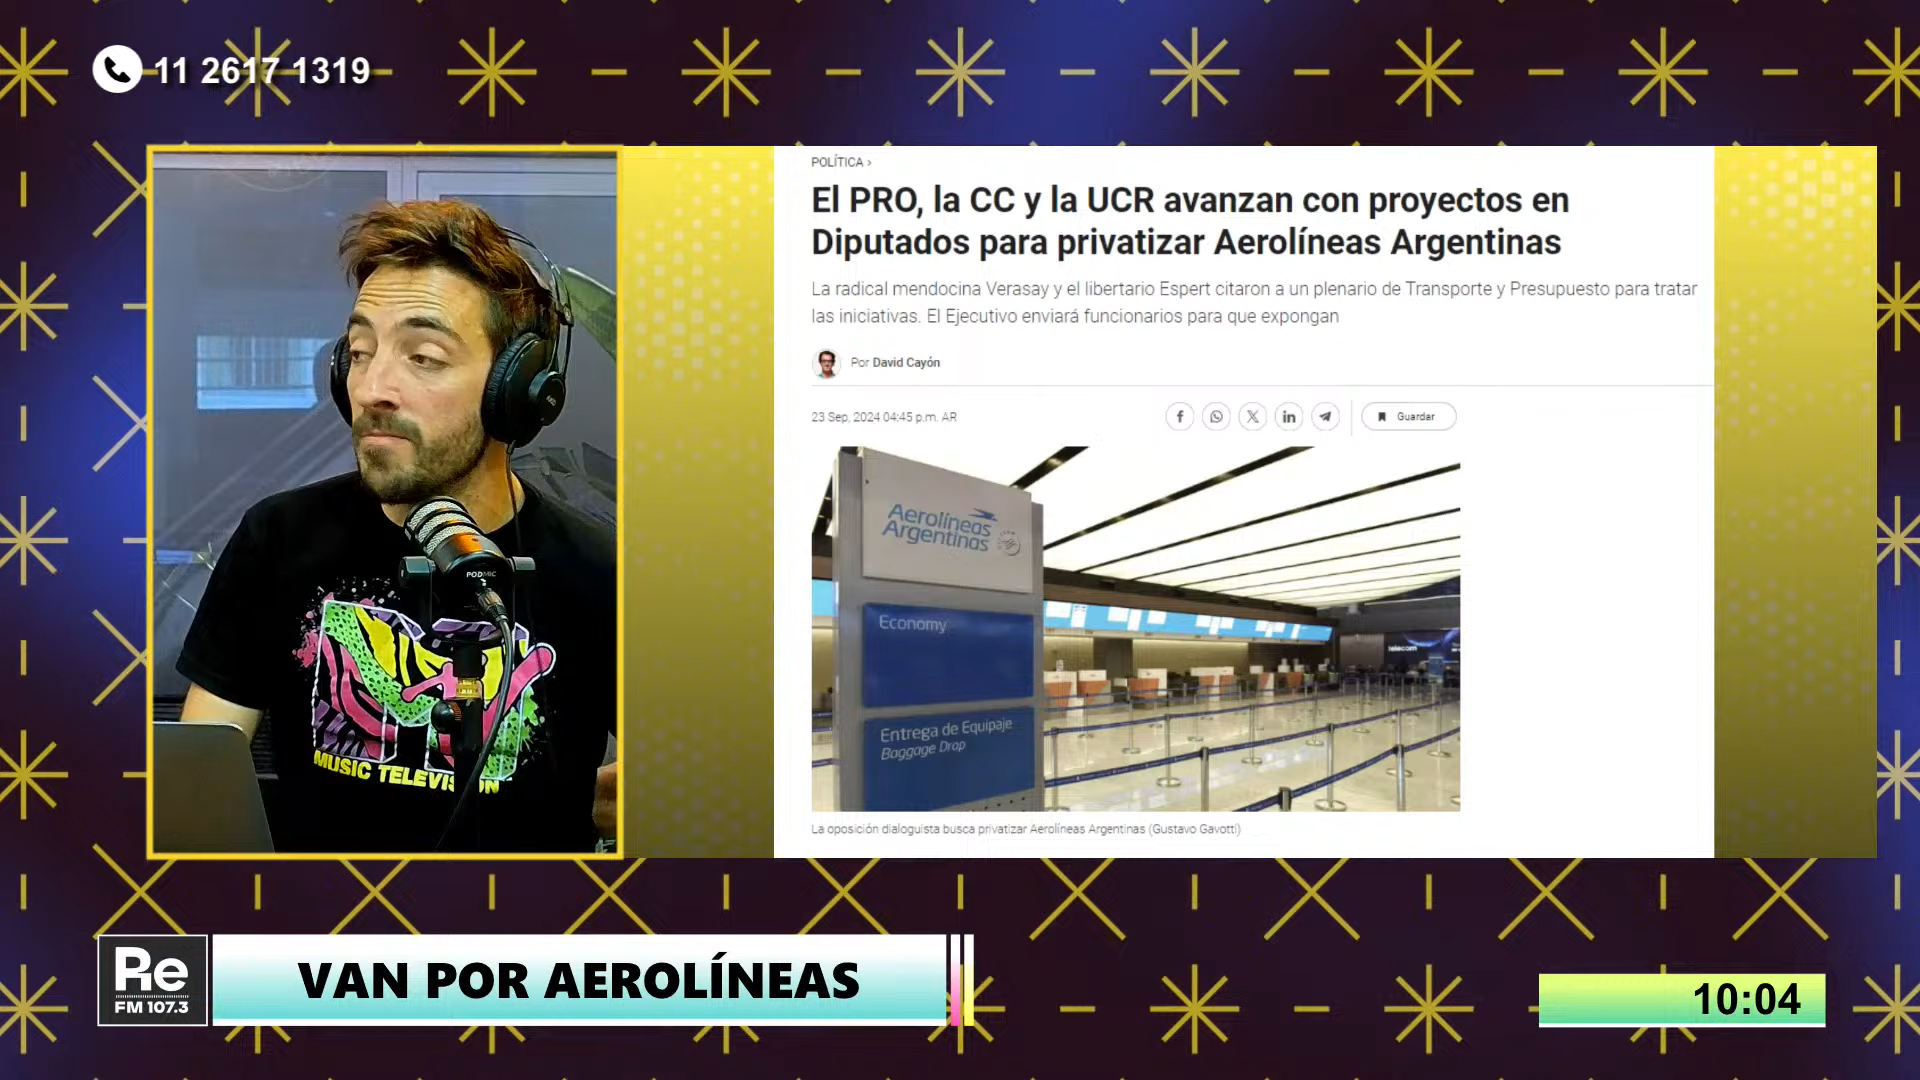 11 2617 1319
POLÍTICA ›
El PRO, la CC y la UCR avanzan con proyectos en
Diputados para privatizar Aerolíneas Argentinas
La radical mendocina Verasay y el libertario Espert citaron a un plenario de Transporte y Presupuesto para tratar
las iniciativas. El Ejecutivo enviará funcionarios para que expongan
Por David Cayón
23 Sep, 2024 04:45 p.m. AR
Guardar
Aerolíneas
Argentinas
Economy
Entrega de Equipaje
Baggage Drop
telecom
La oposición dialoguista busca privatizar Aerolíneas Argentinas (Gustavo Gavotti)
PODMIC
MUSIC TELEVISION
Re
FM 107.3
VAN POR AEROLÍNEAS
10:04